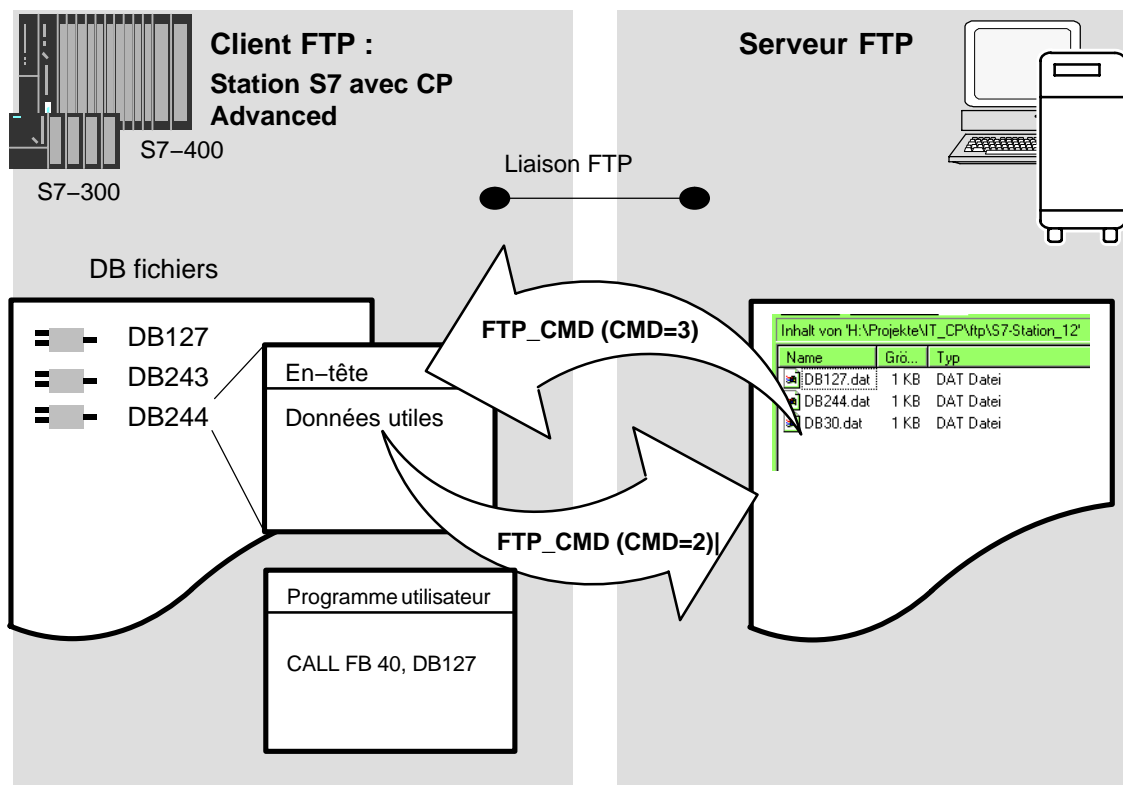 Client FTP :
Station S7 avec CP
Advanced
S7–400
S7–300
Serveur FTP
Liaison FTP
DB fichiers
DB127
DB243
DB244
En–tête
Données utiles
FTP_CMD (CMD=3)
FTP_CMD (CMD=2)|
Programme utilisateur
CALL FB 40, DB127
Inhalt von 'H:\Projekte\IT_CP\ftp\S7-Station_12'
Name Grö... Typ
DB127.dat 1 KB DAT Datei
DB244.dat 1 KB DAT Datei
DB30.dat 1 KB DAT Datei